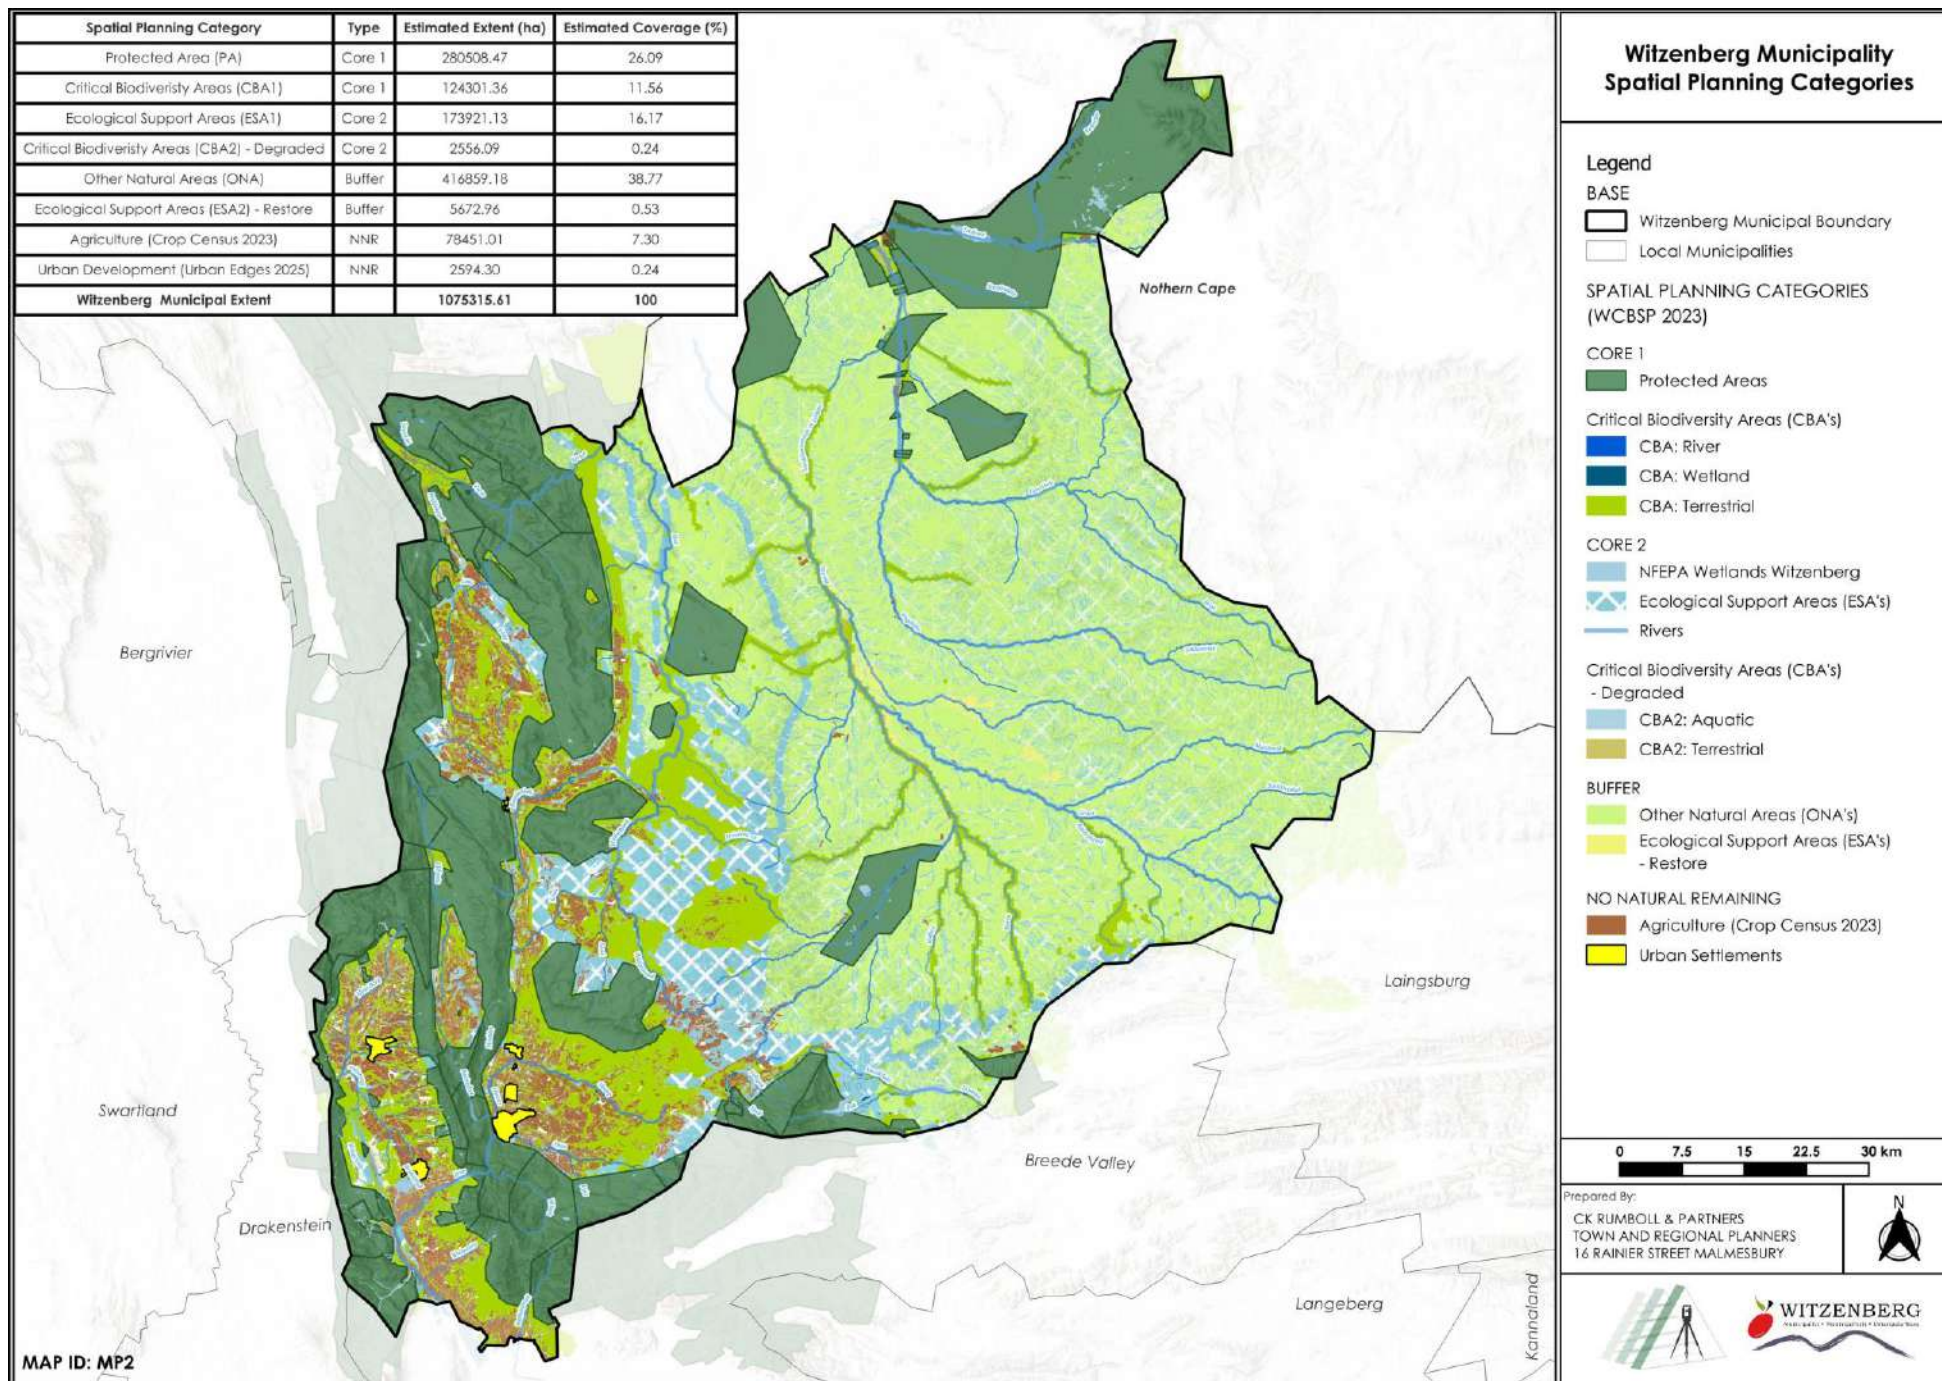 Spatial Planning Category Type Estimated Extent (ha) Estimated Coverage (%)
Protected Area (PA) Core 1 280508.47 26.09
Critical Biodiveristy Areas (CBA1) Core 1 124301.36 11.56
Ecological Support Areas (ESA1) Core 2 173921.13 16.17
Critical Biodiveristy Areas (CBA2) - Degraded Core 2 2556.09 0.24
Other Natural Areas (ONA) Buffer 416859.18 38.77
Ecological Support Areas (ESA2) - Restore Buffer 5672.96 0.53
Agriculture (Crop Census 2023) NNR 78451.01 7.30
Urban Development (Urban Edges 2025) NNR 2594.30 0.24
Witzenberg Municipal Extent 1075315.61 100
Nothern Cape
Bergrivier
Laingsburg
Swartland
Breede Valley
Drakenstein
Langeberg
Kannaland
MAP ID: MP2
Witzenberg Municipality
Spatial Planning Categories
Legend
BASE
Witzenberg Municipal Boundary
Local Municipalities
SPATIAL PLANNING CATEGORIES
(WCBSP 2023)
CORE 1
Protected Areas
Critical Biodiversity Areas (CBA's)
CBA: River
CBA: Wetland
CBA: Terrestrial
CORE 2
NFEPA Wetlands Witzenberg
Ecological Support Areas (ESA's)
Rivers
Critical Biodiversity Areas (CBA's)
- Degraded
CBA2: Aquatic
CBA2: Terrestrial
BUFFER
Other Natural Areas (ONA's)
Ecological Support Areas (ESA's)
- Restore
NO NATURAL REMAINING
Agriculture (Crop Census 2023)
Urban Settlements
0 7.5 15 22.5 30 km
Prepared By:
CK RUMBOLL & PARTNERS
TOWN AND REGIONAL PLANNERS
16 RAINIER STREET MALMESBURY
N
WITZENBERG